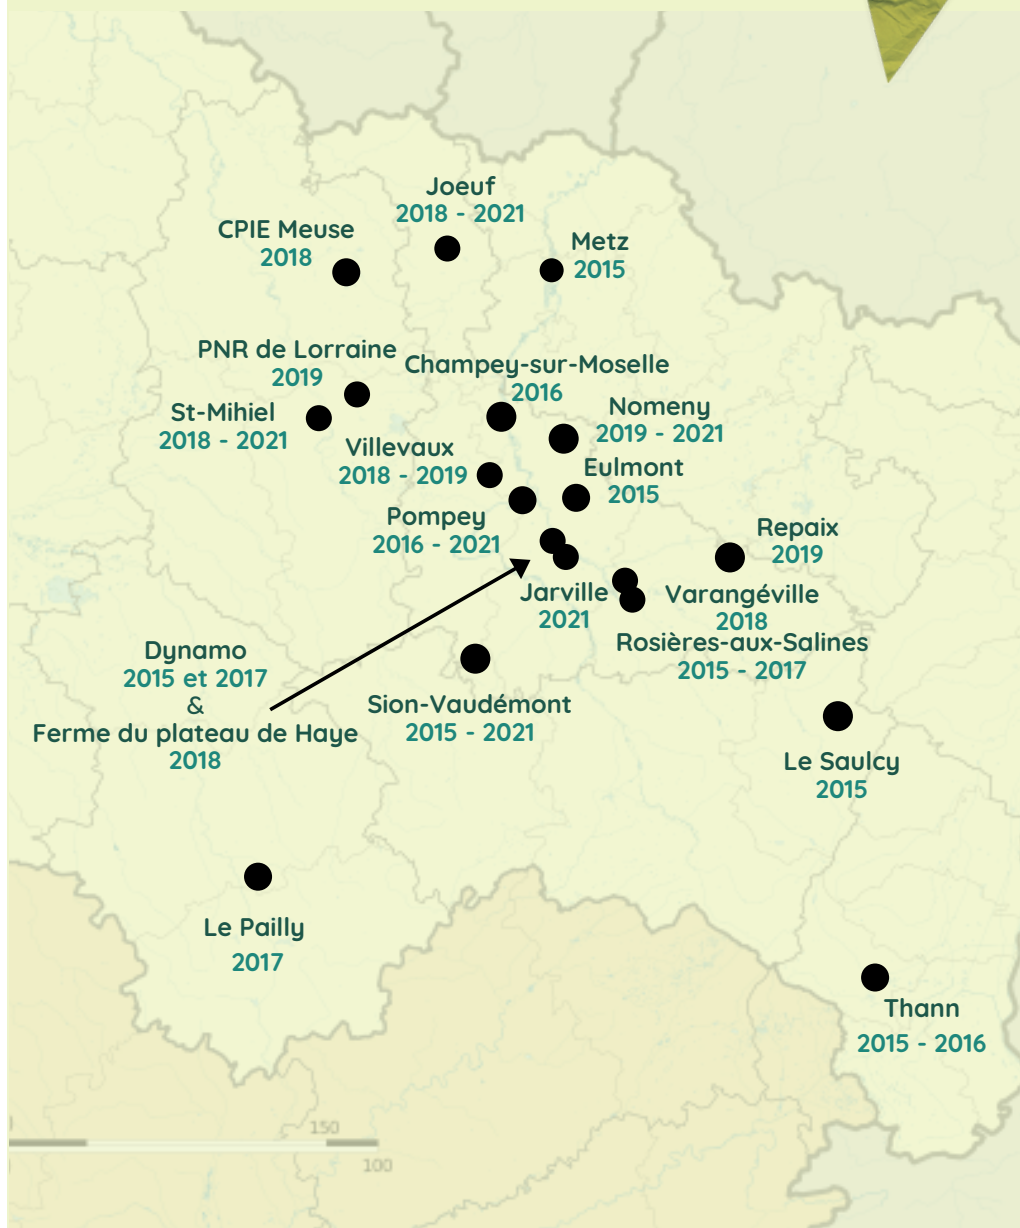 Joeuf
2018 - 2021
CPIE Meuse
2018
Metz
2015
PNR de Lorraine
2019
Champey-sur-Moselle
2016
St-Mihiel
2018 - 2021
Nomeny
2019 - 2021
Villevaux
2018 - 2019
Eulmont
2015
Pompey
2016 - 2021
Repaix
2019
Jarville
2021
Varangéville
2018
Rosières-aux-Salines
2015 - 2017
Dynamo
2015 et 2017
&
Ferme du plateau de Haye
2018
Sion-Vaudémont
2015 - 2021
Le Saulcy
2015
Le Pailly
2017
Thann
2015 - 2016
150
100